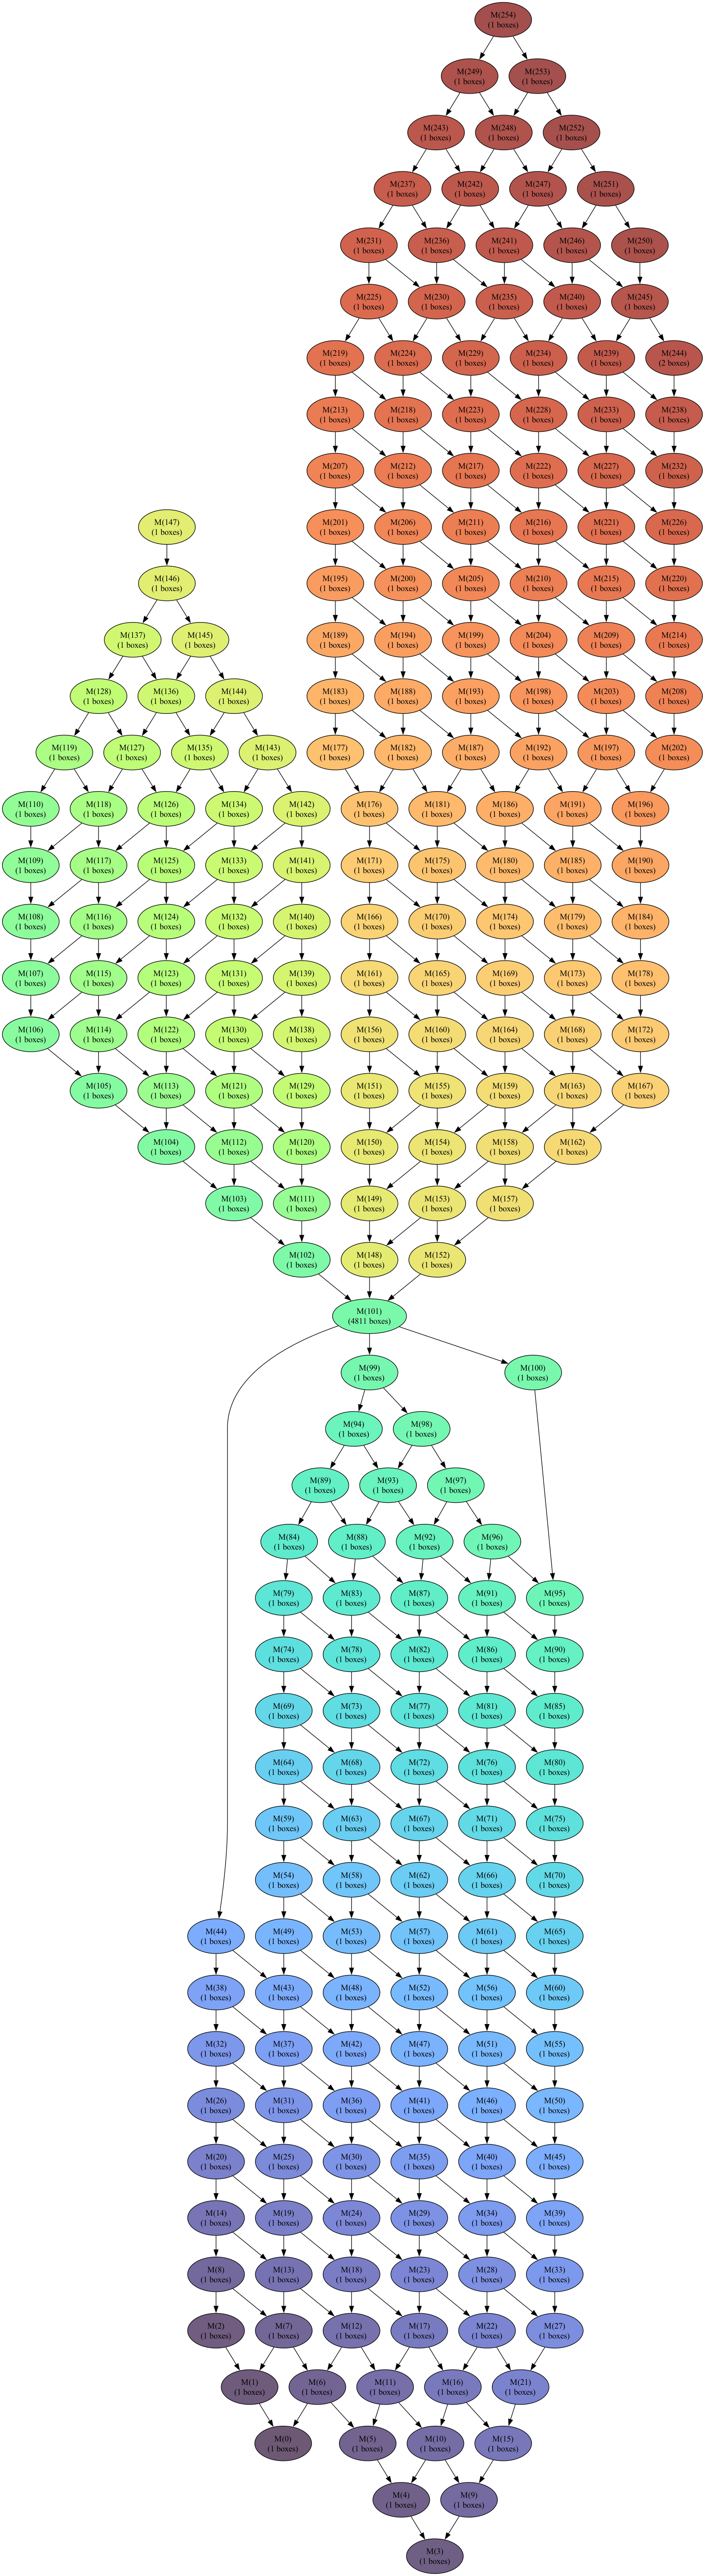 M(254)
(1 boxes)
M(249)
(1 boxes)
M(253)
(1 boxes)
M(243)
(1 boxes)
M(248)
(1 boxes)
M(252)
(1 boxes)
M(237)
(1 boxes)
M(242)
(1 boxes)
M(247)
(1 boxes)
M(251)
(1 boxes)
M(231)
(1 boxes)
M(236)
(1 boxes)
M(241)
(1 boxes)
M(246)
(1 boxes)
M(250)
(1 boxes)
M(225)
(1 boxes)
M(230)
(1 boxes)
M(235)
(1 boxes)
M(240)
(1 boxes)
M(245)
(1 boxes)
M(219)
(1 boxes)
M(224)
(1 boxes)
M(229)
(1 boxes)
M(234)
(1 boxes)
M(239)
(1 boxes)
M(244)
(2 boxes)
M(213)
(1 boxes)
M(218)
(1 boxes)
M(223)
(1 boxes)
M(228)
(1 boxes)
M(233)
(1 boxes)
M(238)
(1 boxes)
M(207)
(1 boxes)
M(212)
(1 boxes)
M(217)
(1 boxes)
M(222)
(1 boxes)
M(227)
(1 boxes)
M(232)
(1 boxes)
M(147)
(1 boxes)
M(201)
(1 boxes)
M(206)
(1 boxes)
M(211)
(1 boxes)
M(216)
(1 boxes)
M(221)
(1 boxes)
M(226)
(1 boxes)
M(146)
(1 boxes)
M(195)
(1 boxes)
M(200)
(1 boxes)
M(205)
(1 boxes)
M(210)
(1 boxes)
M(215)
(1 boxes)
M(220)
(1 boxes)
M(137)
(1 boxes)
M(145)
(1 boxes)
M(189)
(1 boxes)
M(194)
(1 boxes)
M(199)
(1 boxes)
M(204)
(1 boxes)
M(209)
(1 boxes)
M(214)
(1 boxes)
M(128)
(1 boxes)
M(136)
(1 boxes)
M(144)
(1 boxes)
M(183)
(1 boxes)
M(188)
(1 boxes)
M(193)
(1 boxes)
M(198)
(1 boxes)
M(203)
(1 boxes)
M(208)
(1 boxes)
M(119)
(1 boxes)
M(127)
(1 boxes)
M(135)
(1 boxes)
M(143)
(1 boxes)
M(177)
(1 boxes)
M(182)
(1 boxes)
M(187)
(1 boxes)
M(192)
(1 boxes)
M(197)
(1 boxes)
M(202)
(1 boxes)
M(110)
(1 boxes)
M(118)
(1 boxes)
M(126)
(1 boxes)
M(134)
(1 boxes)
M(142)
(1 boxes)
M(176)
(1 boxes)
M(181)
(1 boxes)
M(186)
(1 boxes)
M(191)
(1 boxes)
M(196)
(1 boxes)
M(109)
(1 boxes)
M(117)
(1 boxes)
M(125)
(1 boxes)
M(133)
(1 boxes)
M(141)
(1 boxes)
M(171)
(1 boxes)
M(175)
(1 boxes)
M(180)
(1 boxes)
M(185)
(1 boxes)
M(190)
(1 boxes)
M(108)
(1 boxes)
M(116)
(1 boxes)
M(124)
(1 boxes)
M(132)
(1 boxes)
M(140)
(1 boxes)
M(166)
(1 boxes)
M(170)
(1 boxes)
M(174)
(1 boxes)
M(179)
(1 boxes)
M(184)
(1 boxes)
M(107)
(1 boxes)
M(115)
(1 boxes)
M(123)
(1 boxes)
M(131)
(1 boxes)
M(139)
(1 boxes)
M(161)
(1 boxes)
M(165)
(1 boxes)
M(169)
(1 boxes)
M(173)
(1 boxes)
M(178)
(1 boxes)
M(106)
(1 boxes)
M(114)
(1 boxes)
M(122)
(1 boxes)
M(130)
(1 boxes)
M(138)
(1 boxes)
M(156)
(1 boxes)
M(160)
(1 boxes)
M(164)
(1 boxes)
M(168)
(1 boxes)
M(172)
(1 boxes)
M(105)
(1 boxes)
M(113)
(1 boxes)
M(121)
(1 boxes)
M(129)
(1 boxes)
M(151)
(1 boxes)
M(155)
(1 boxes)
M(159)
(1 boxes)
M(163)
(1 boxes)
M(167)
(1 boxes)
M(104)
(1 boxes)
M(112)
(1 boxes)
M(120)
(1 boxes)
M(150)
(1 boxes)
M(154)
(1 boxes)
M(158)
(1 boxes)
M(162)
(1 boxes)
M(103)
(1 boxes)
M(111)
(1 boxes)
M(149)
(1 boxes)
M(153)
(1 boxes)
M(157)
(1 boxes)
M(102)
(1 boxes)
M(148)
(1 boxes)
M(152)
(1 boxes)
M(101)
(4811 boxes)
M(99)
(1 boxes)
M(100)
(1 boxes)
M(94)
(1 boxes)
M(98)
(1 boxes)
M(89)
(1 boxes)
M(93)
(1 boxes)
M(97)
(1 boxes)
M(84)
(1 boxes)
M(88)
(1 boxes)
M(92)
(1 boxes)
M(96)
(1 boxes)
M(79)
(1 boxes)
M(83)
(1 boxes)
M(87)
(1 boxes)
M(91)
(1 boxes)
M(95)
(1 boxes)
M(74)
(1 boxes)
M(78)
(1 boxes)
M(82)
(1 boxes)
M(86)
(1 boxes)
M(90)
(1 boxes)
M(69)
(1 boxes)
M(73)
(1 boxes)
M(77)
(1 boxes)
M(81)
(1 boxes)
M(85)
(1 boxes)
M(64)
(1 boxes)
M(68)
(1 boxes)
M(72)
(1 boxes)
M(76)
(1 boxes)
M(80)
(1 boxes)
M(59)
(1 boxes)
M(63)
(1 boxes)
M(67)
(1 boxes)
M(71)
(1 boxes)
M(75)
(1 boxes)
M(54)
(1 boxes)
M(58)
(1 boxes)
M(62)
(1 boxes)
M(66)
(1 boxes)
M(70)
(1 boxes)
M(44)
(1 boxes)
M(49)
(1 boxes)
M(53)
(1 boxes)
M(57)
(1 boxes)
M(61)
(1 boxes)
M(65)
(1 boxes)
M(38)
(1 boxes)
M(43)
(1 boxes)
M(48)
(1 boxes)
M(52)
(1 boxes)
M(56)
(1 boxes)
M(60)
(1 boxes)
M(32)
(1 boxes)
M(37)
(1 boxes)
M(42)
(1 boxes)
M(47)
(1 boxes)
M(51)
(1 boxes)
M(55)
(1 boxes)
M(26)
(1 boxes)
M(31)
(1 boxes)
M(36)
(1 boxes)
M(41)
(1 boxes)
M(46)
(1 boxes)
M(50)
(1 boxes)
M(20)
(1 boxes)
M(25)
(1 boxes)
M(30)
(1 boxes)
M(35)
(1 boxes)
M(40)
(1 boxes)
M(45)
(1 boxes)
M(14)
(1 boxes)
M(19)
(1 boxes)
M(24)
(1 boxes)
M(29)
(1 boxes)
M(34)
(1 boxes)
M(39)
(1 boxes)
M(8)
(1 boxes)
M(13)
(1 boxes)
M(18)
(1 boxes)
M(23)
(1 boxes)
M(28)
(1 boxes)
M(33)
(1 boxes)
M(2)
(1 boxes)
M(7)
(1 boxes)
M(12)
(1 boxes)
M(17)
(1 boxes)
M(22)
(1 boxes)
M(27)
(1 boxes)
M(1)
(1 boxes)
M(6)
(1 boxes)
M(11)
(1 boxes)
M(16)
(1 boxes)
M(21)
(1 boxes)
M(0)
(1 boxes)
M(5)
(1 boxes)
M(10)
(1 boxes)
M(15)
(1 boxes)
M(4)
(1 boxes)
M(9)
(1 boxes)
M(3)
(1 boxes)